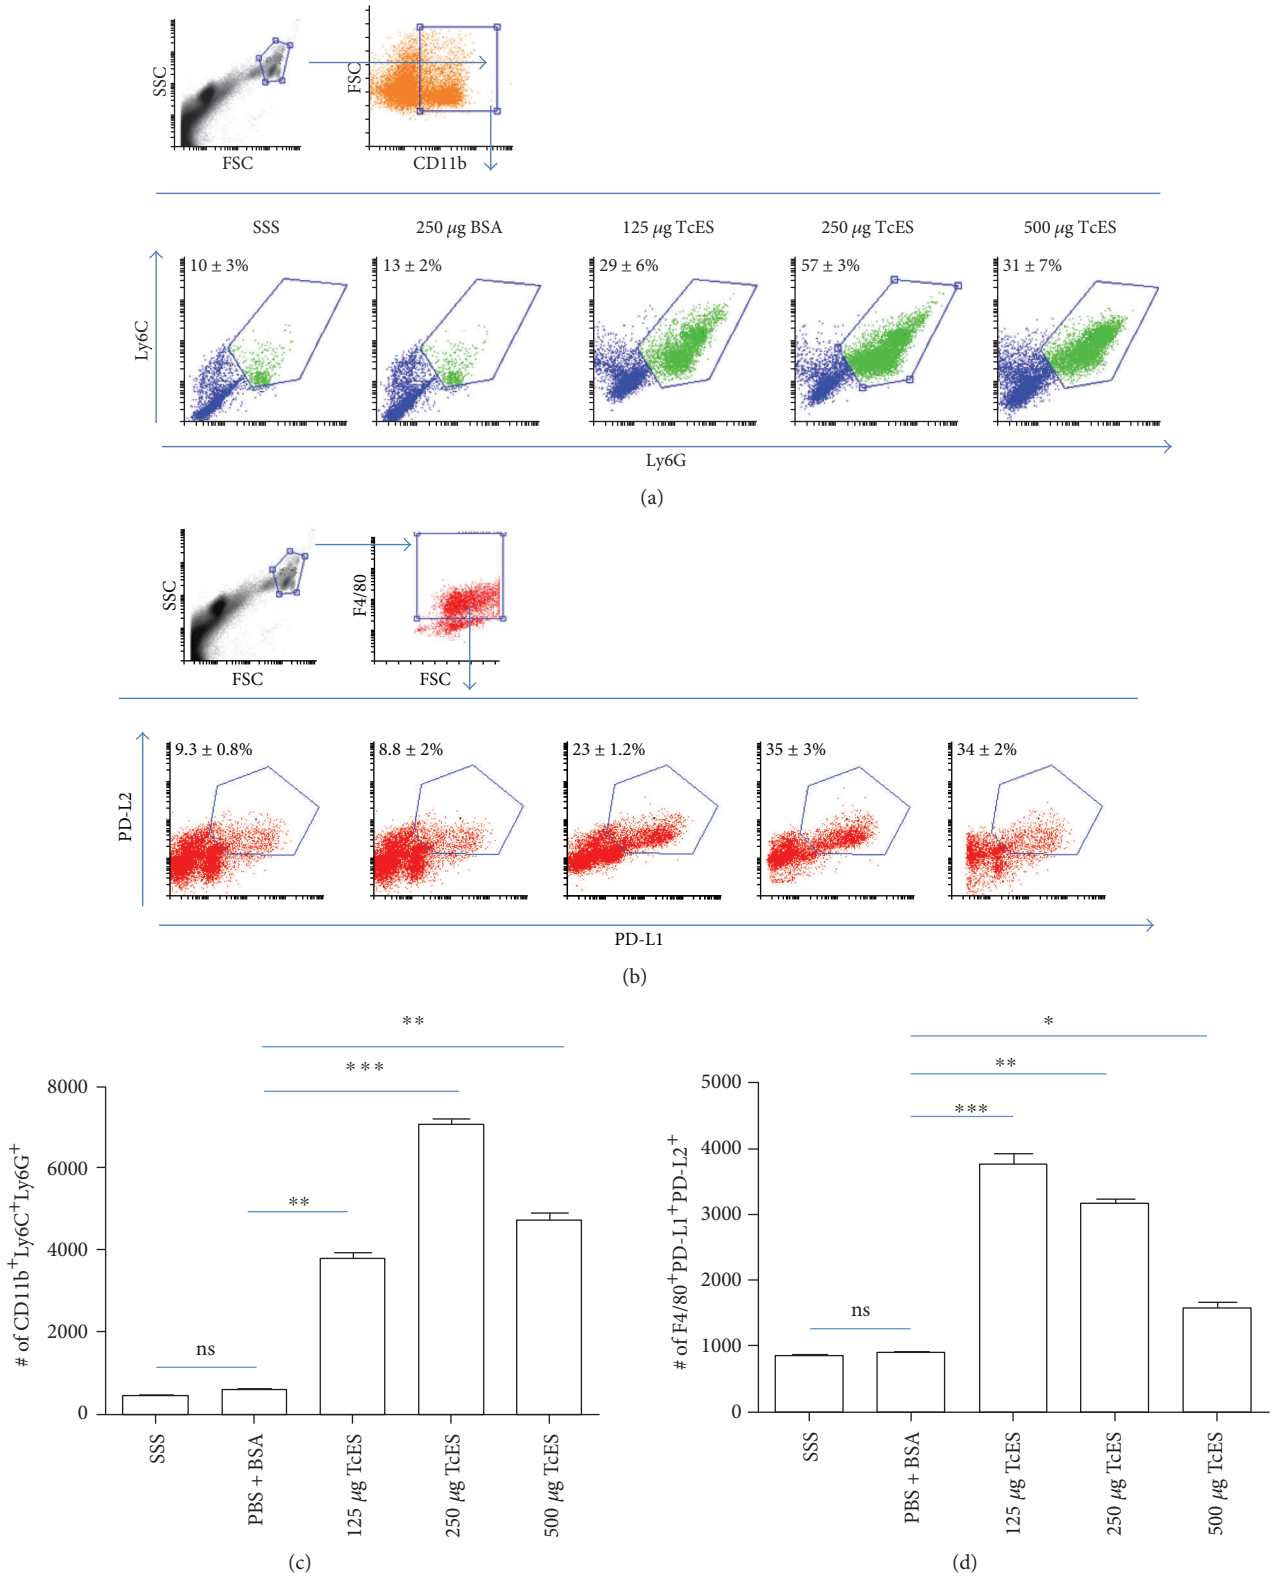 SSC
FSC
FSC
CD11b
SSS
250 μg BSA
125 μg TcES
250 μg TcES
500 μg TcES
Ly6C
10 ± 3%
13 ± 2%
29 ± 6%
57 ± 3%
31 ± 7%
Ly6G
(a)
SSC
FSC
F4/80
FSC
PD-L2
9.3 ± 0.8%
8.8 ± 2%
23 ± 1.2%
35 ± 3%
34 ± 2%
PD-L1
(b)
# of CD11b+Ly6C+Ly6G+
8000
6000
4000
2000
0
ns
**
***
**
SSS
PBS + BSA
125 μg TcES
250 μg TcES
500 μg TcES
(c)
# of F4/80+PD-L1+PD-L2+
5000
4000
3000
2000
1000
0
ns
***
**
*
SSS
PBS + BSA
125 μg TcES
250 μg TcES
500 μg TcES
(d)